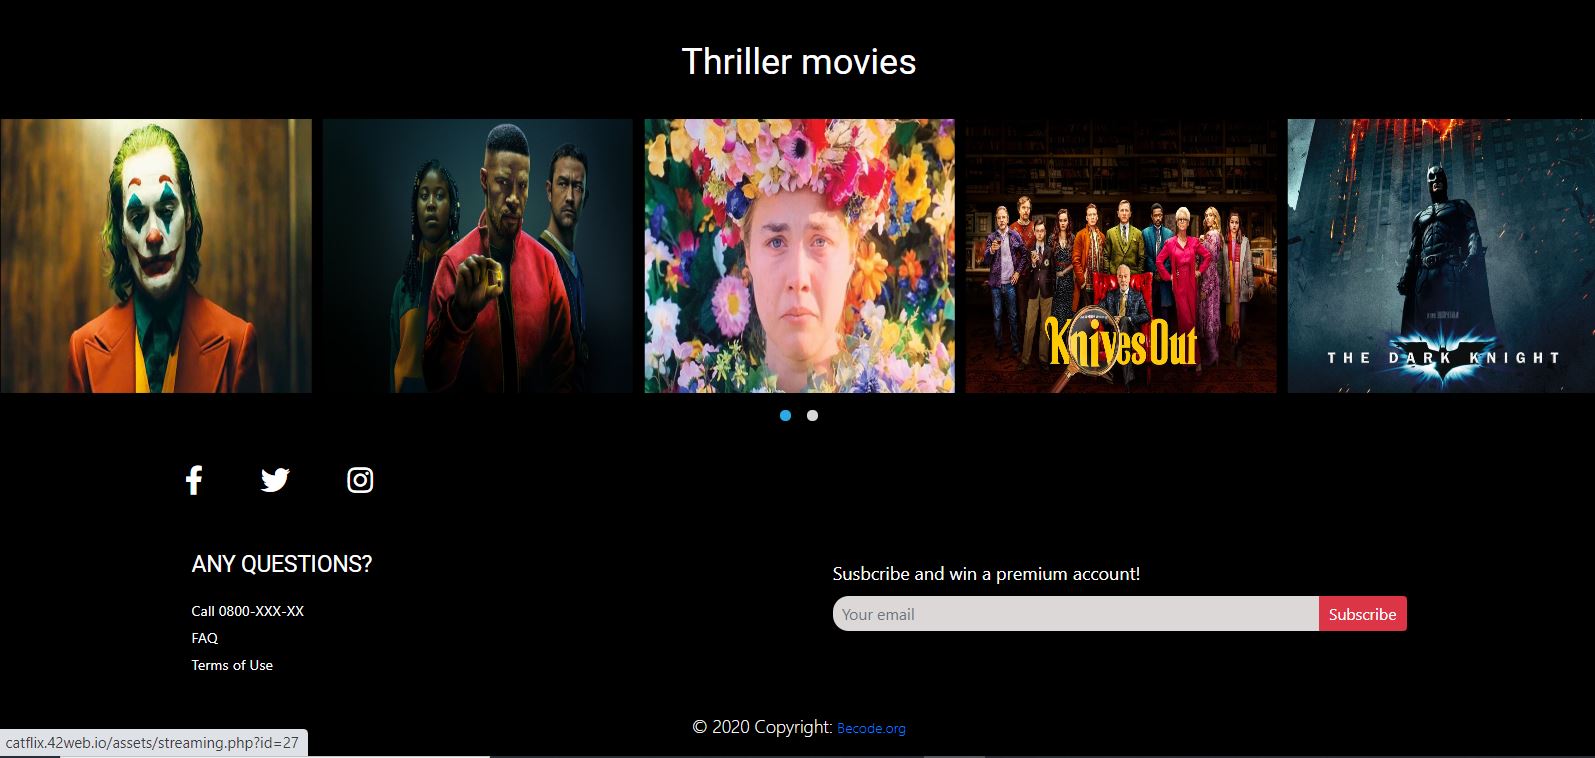 Thriller movies
Knives Out
THE DARK KNIGHT
ANY QUESTIONS?
Call 0800-XXX-XX
FAQ
Terms of Use
Susbcribe and win a premium account!
Your email
Subscribe
© 2020 Copyright: Becode.org
catflix.42web.io/assets/streaming.php?id=27